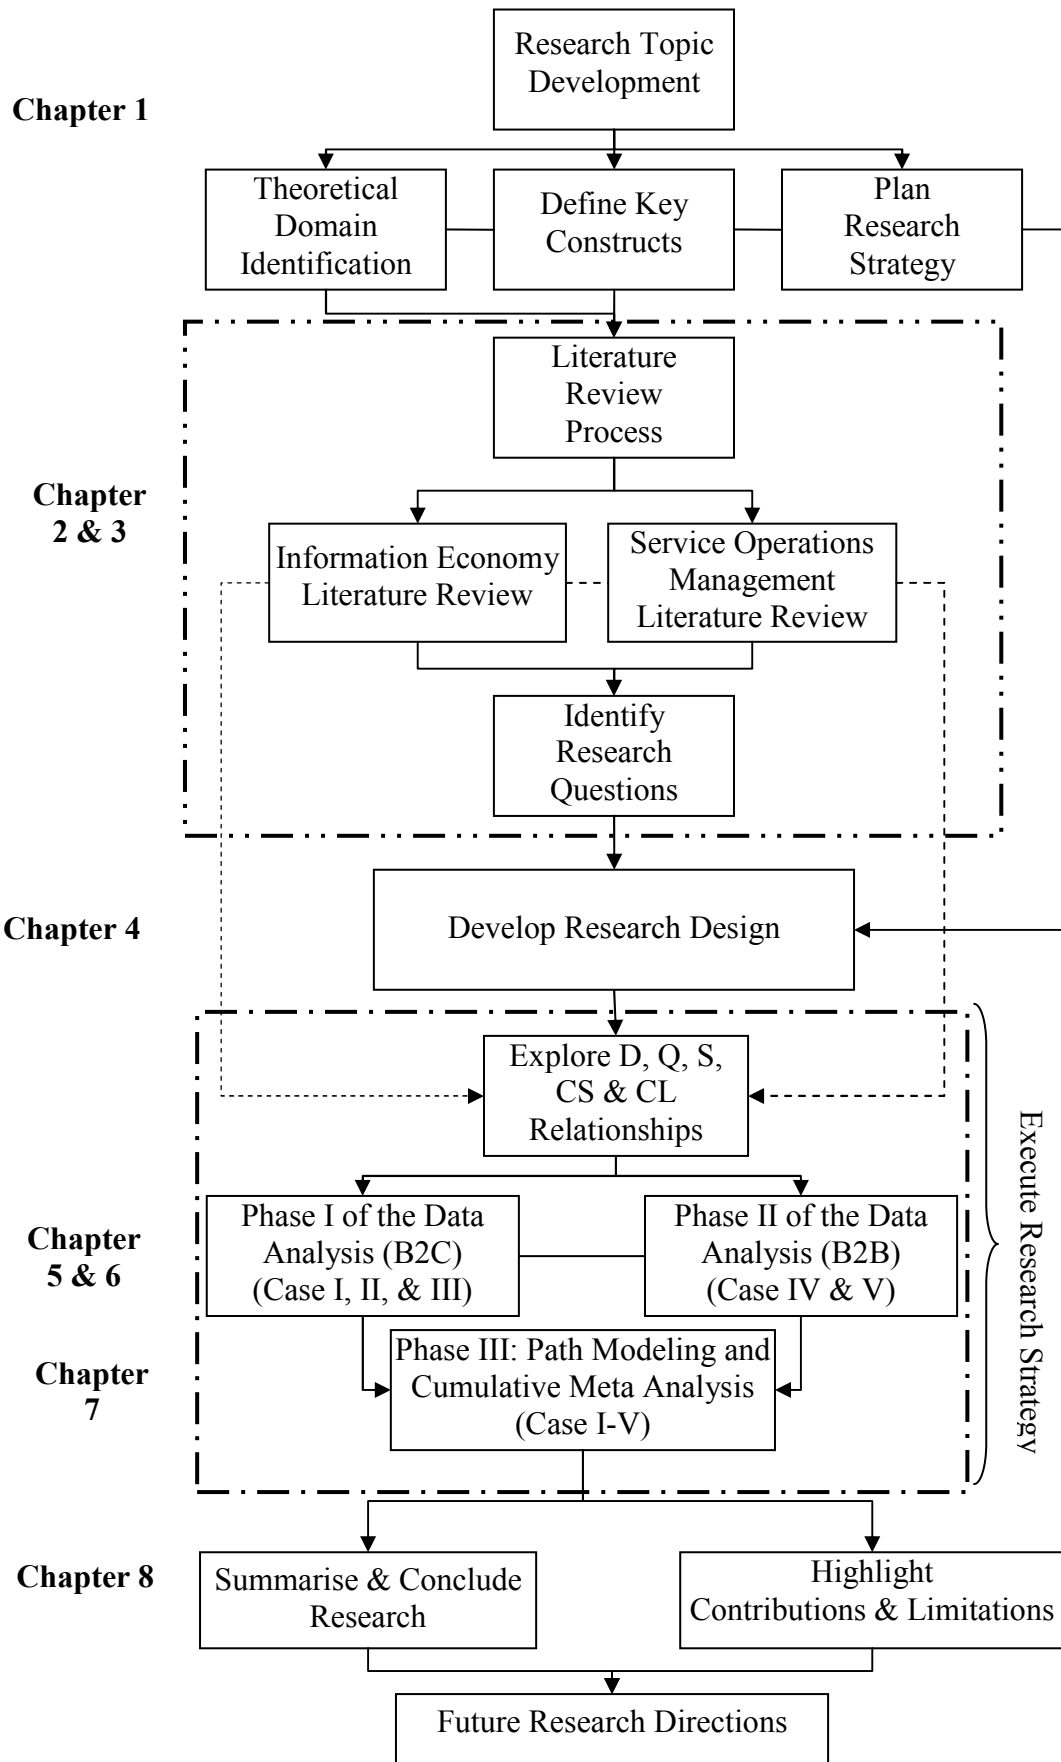 Research Topic
Development
Chapter 1
Theoretical
Domain
Identification
Define Key
Constructs
Plan
Research
Strategy
Literature
Review
Process
Chapter
2 & 3
Information Economy
Literature Review
Service Operations
Management
Literature Review
Identify
Research
Questions
Chapter 4
Develop Research Design
Explore D, Q, S,
CS & CL
Relationships
Execute Research Strategy
Chapter
5 & 6
Phase I of the Data
Analysis (B2C)
(Case I, II, & III)
Phase II of the Data
Analysis (B2B)
(Case IV & V)
Chapter
7
Phase III: Path Modeling and
Cumulative Meta Analysis
(Case I-V)
Chapter 8
Summarise & Conclude
Research
Highlight
Contributions & Limitations
Future Research Directions